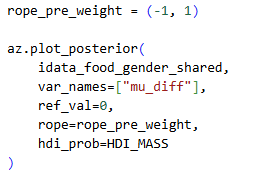 rope_pre_weight = (-1, 1)
az.plot_posterior(
    idata_food_gender_shared,
    var_names=["mu_diff"],
    ref_val=0,
    rope=rope_pre_weight,
    hdi_prob=HDI_MASS
)